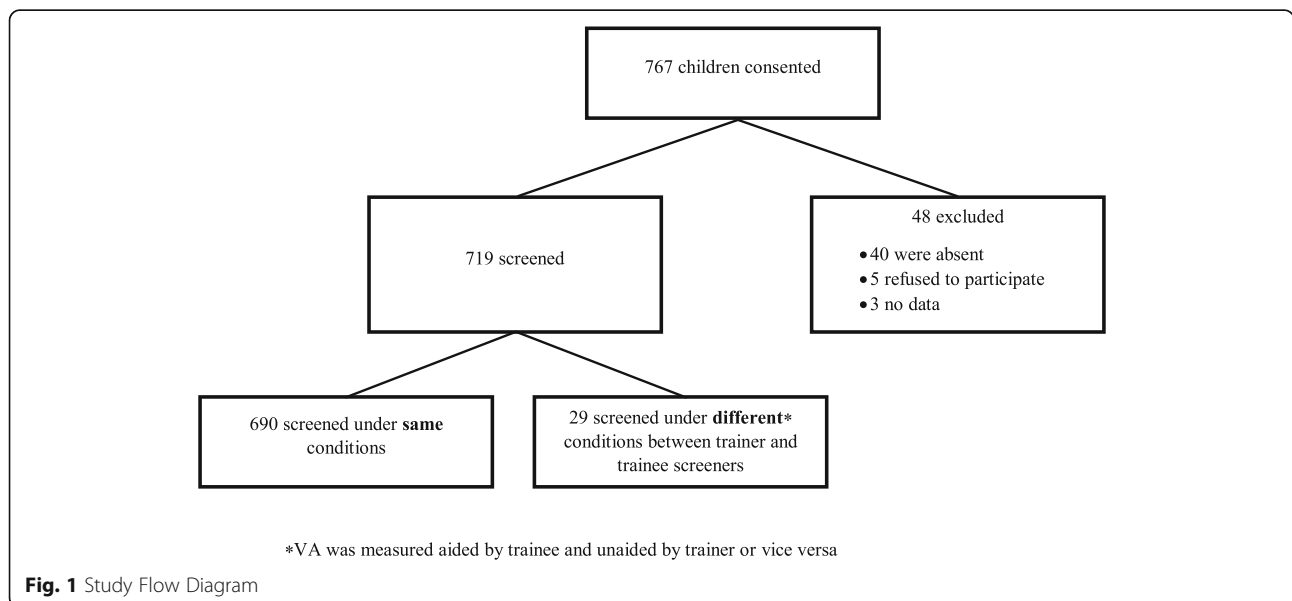 767 children consented
719 screened
48 excluded
• 40 were absent
• 5 refused to participate
• 3 no data
690 screened under same
conditions
29 screened under different*
conditions between trainer and
trainee screeners
*VA was measured aided by trainee and unaided by trainer or vice versa
Fig. 1 Study Flow Diagram